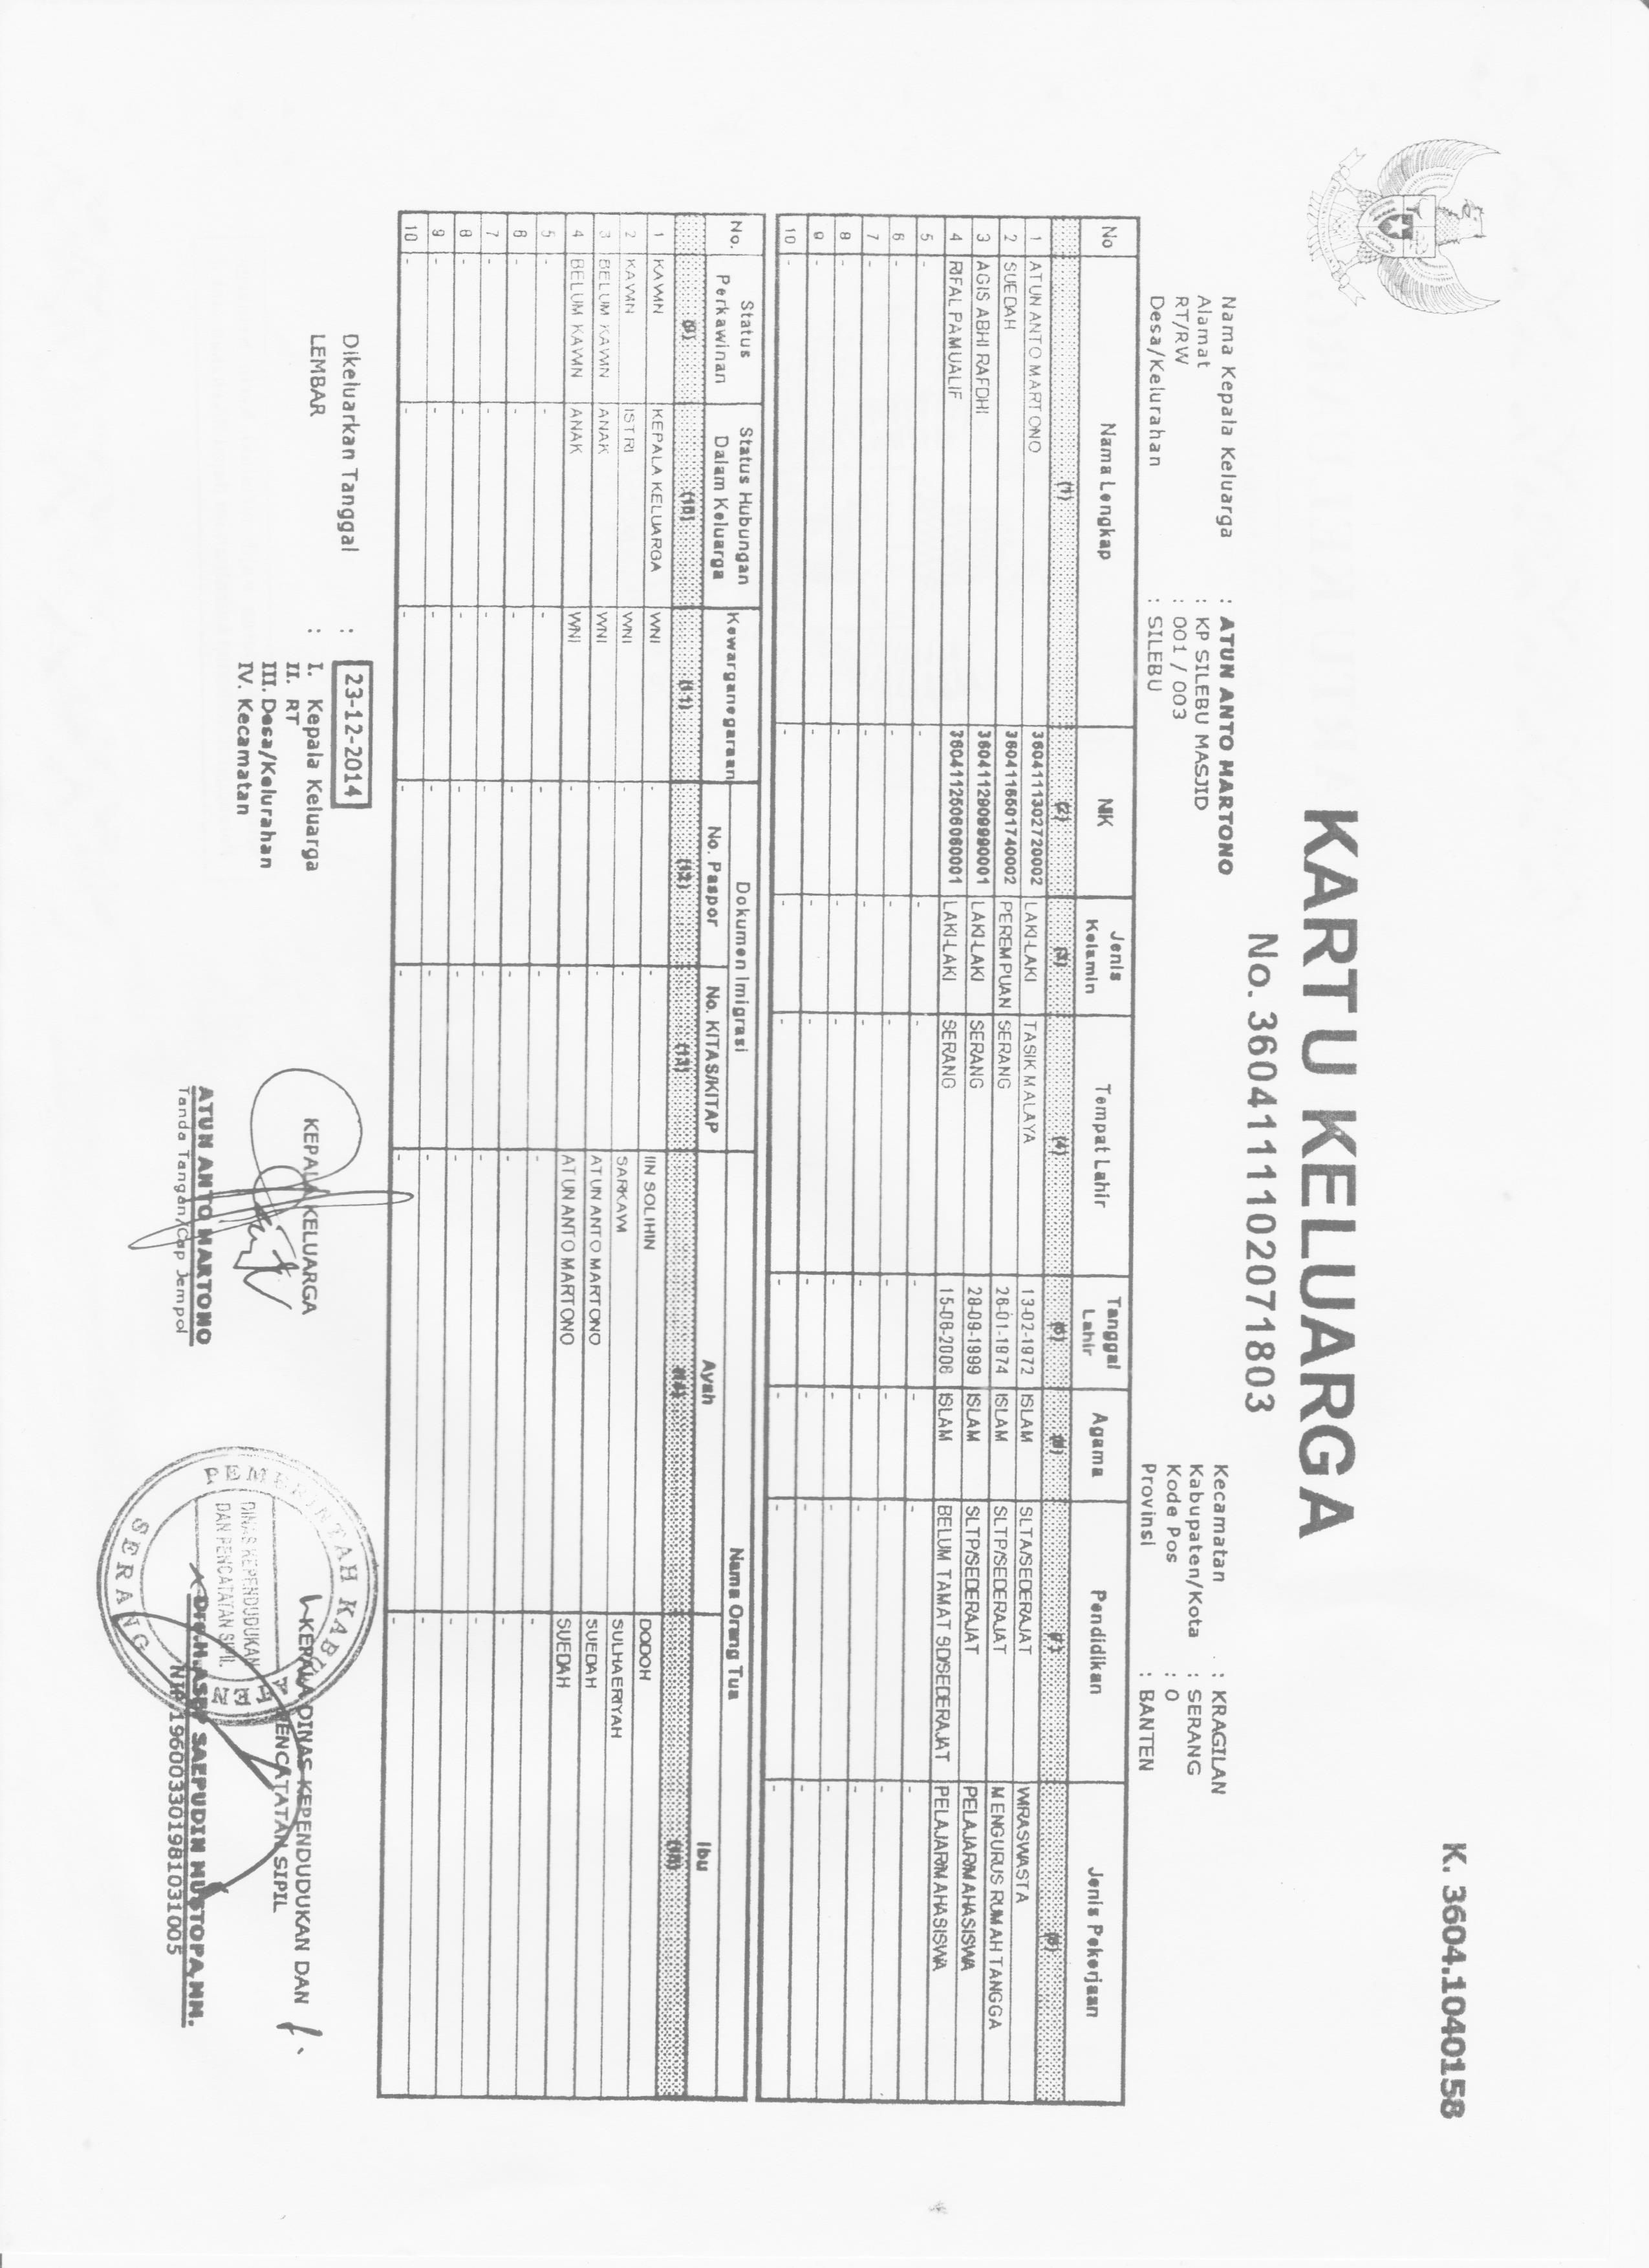 K. 3604.1040158
KARTU KELUARGA
No. 3604111102071803
Nama Kepala Keluarga : ATUN ANTO MARTONO
Alamat : KP SILEBU MASJID
RT/RW : 001 / 003
Desa/Kelurahan : SILEBU
Kecamatan : KRAGILAN
Kabupaten/Kota : SERANG
Kode Pos : 0
Provinsi : BANTEN
No Nama Lengkap NIK Jenis Kelamin Tempat Lahir Tanggal Lahir Agama Pendidikan Jenis Pekerjaan
(1) (2) (3) (4) (5) (6) (7) (8)
1 ATUN ANTO MARTONO 3604111302720002 LAKI-LAKI TASIKMALAYA 13-02-1972 ISLAM SLTA/SEDERAJAT WIRASWASTA
2 SUEDAH 3604116601740002 PEREMPUAN SERANG 26-01-1974 ISLAM SLTP/SEDERAJAT MENGURUS RUMAH TANGGA
3 AGIS ABHI RAFDHI 3604112909990001 LAKI-LAKI SERANG 29-09-1999 ISLAM SLTP/SEDERAJAT PELAJAR/MAHASISWA
4 RIFAL PAMUALIF 3604112506060001 LAKI-LAKI SERANG 15-06-2006 ISLAM BELUM TAMAT SD/SEDERAJAT PELAJAR/MAHASISWA
5 - - - - - - - -
6 - - - - - - - -
7 - - - - - - - -
8 - - - - - - - -
9 - - - - - - - -
10 - - - - - - - -
No. Status Perkawinan Status Hubungan Dalam Keluarga Kewarganegaraan Dokumen Imigrasi Nama Orang Tua
No. Paspor No. KITAS/KITAP Ayah Ibu
(9) (10) (11) (12) (13) (14) (15)
1 KAWIN KEPALA KELUARGA WNI - - IIN SOLIHIN DODOH
2 KAWIN ISTRI WNI - - SARKAWI SULHAERIYAH
3 BELUM KAWIN ANAK WNI - - ATUN ANTO MARTONO SUEDAH
4 BELUM KAWIN ANAK WNI - - ATUN ANTO MARTONO SUEDAH
5 - - - - - - -
6 - - - - - - -
7 - - - - - - -
8 - - - - - - -
9 - - - - - - -
10 - - - - - - -
Dikeluarkan Tanggal : 23-12-2014
LEMBAR : I. Kepala Keluarga
II. RT
III. Desa/Kelurahan
IV. Kecamatan
KEPALA KELUARGA
ATUN ANTO MARTONO
Tanda Tangan/Cap Jempol
KEPALA DINAS KEPENDUDUKAN DAN
PENCATATAN SIPIL
PEMERINTAH KABUPATEN
DINAS KEPENDUDUKAN
DAN PENCATATAN SIPIL
SERANG
Drs.H.ASEP SAEPUDIN MUSTOPA,MM.
NIP.196003301981031005